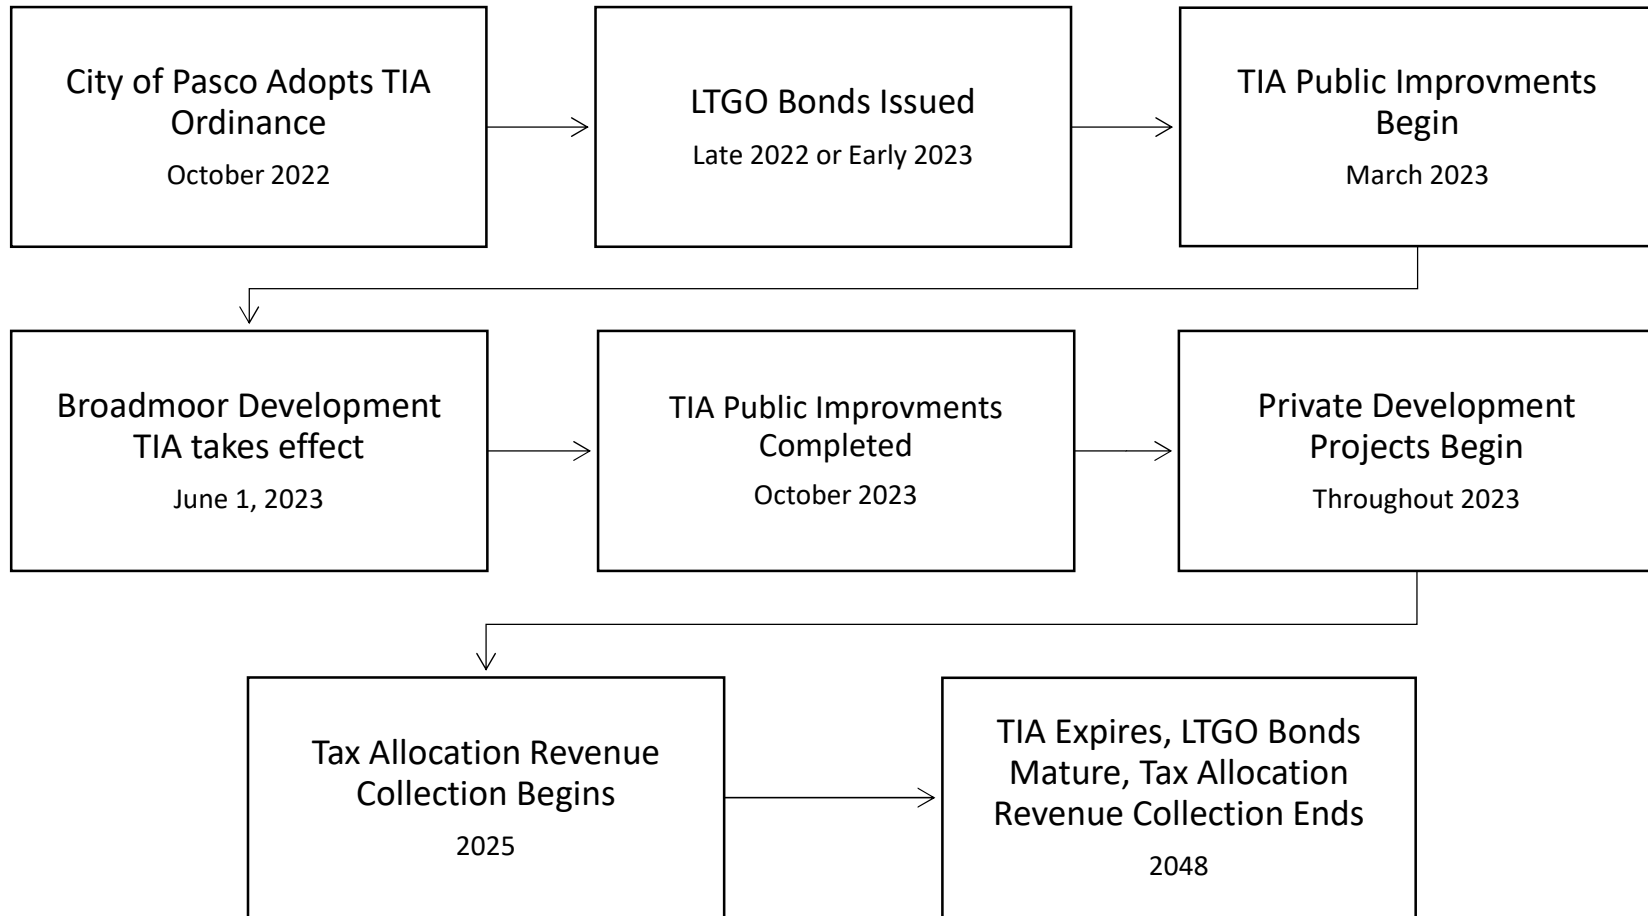 City of Pasco Adopts TIA
Ordinance
October 2022
LTGO Bonds Issued
Late 2022 or Early 2023
TIA Public Improvments
Begin
March 2023
Broadmoor Development
TIA takes effect
June 1, 2023
TIA Public Improvments
Completed
October 2023
Private Development
Projects Begin
Throughout 2023
Tax Allocation Revenue
Collection Begins
2025
TIA Expires, LTGO Bonds
Mature, Tax Allocation
Revenue Collection Ends
2048